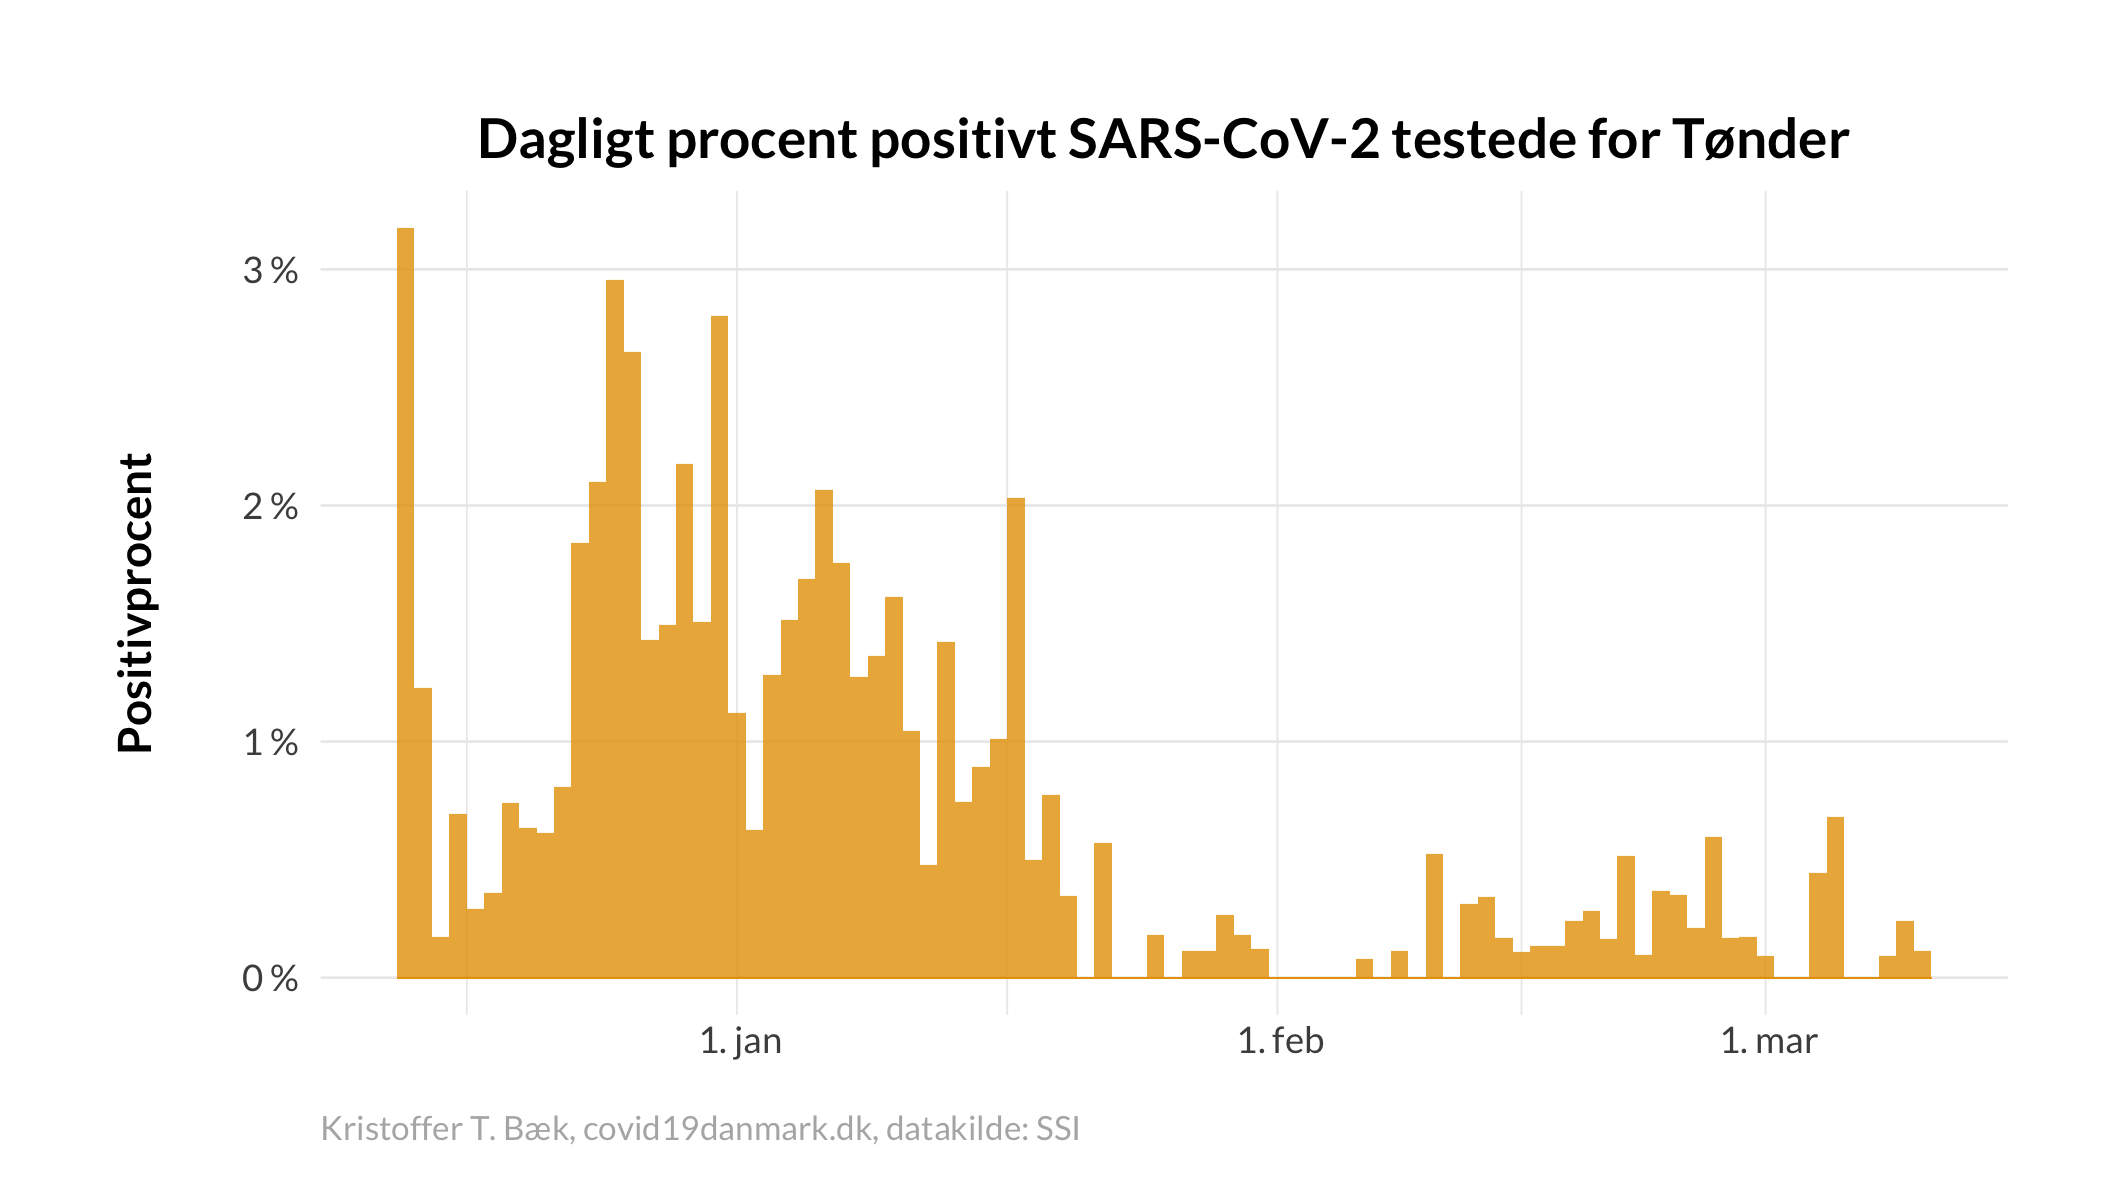 Dagligt procent positivt SARS-CoV-2 testede for Tønder
Positivprocent
3 %
2 %
1 %
0 %
1. jan
1. feb
1. mar
Kristoffer T. Bæk, covid19danmark.dk, datakilde: SSI